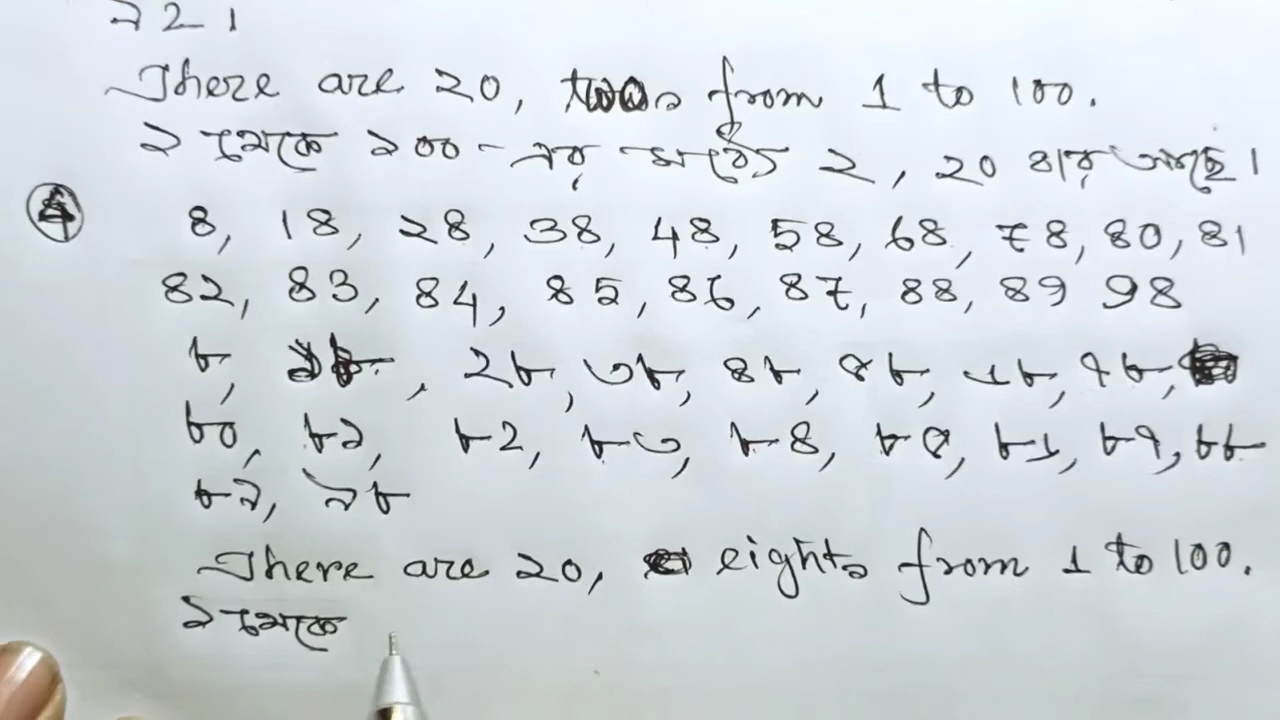 ৯২।
There are 20, twos from 1 to 100.
১ থেকে ১০০-এর মধ্যে ২, ২০ বার আছে।
8, 18, 28, 38, 48, 58, 68, 78, 80, 81
82, 83, 84, 85, 86, 87, 88, 89 98
৮, ১৮, ২৮, ৩৮, ৪৮, ৫৮, ৬৮, ৭৮,
৮০, ৮১, ৮২, ৮৩, ৮৪, ৮৫, ৮৬, ৮৭, ৮৮
৮৯, ৯৮
There are 20, eights from 1 to 100.
১ থেকে